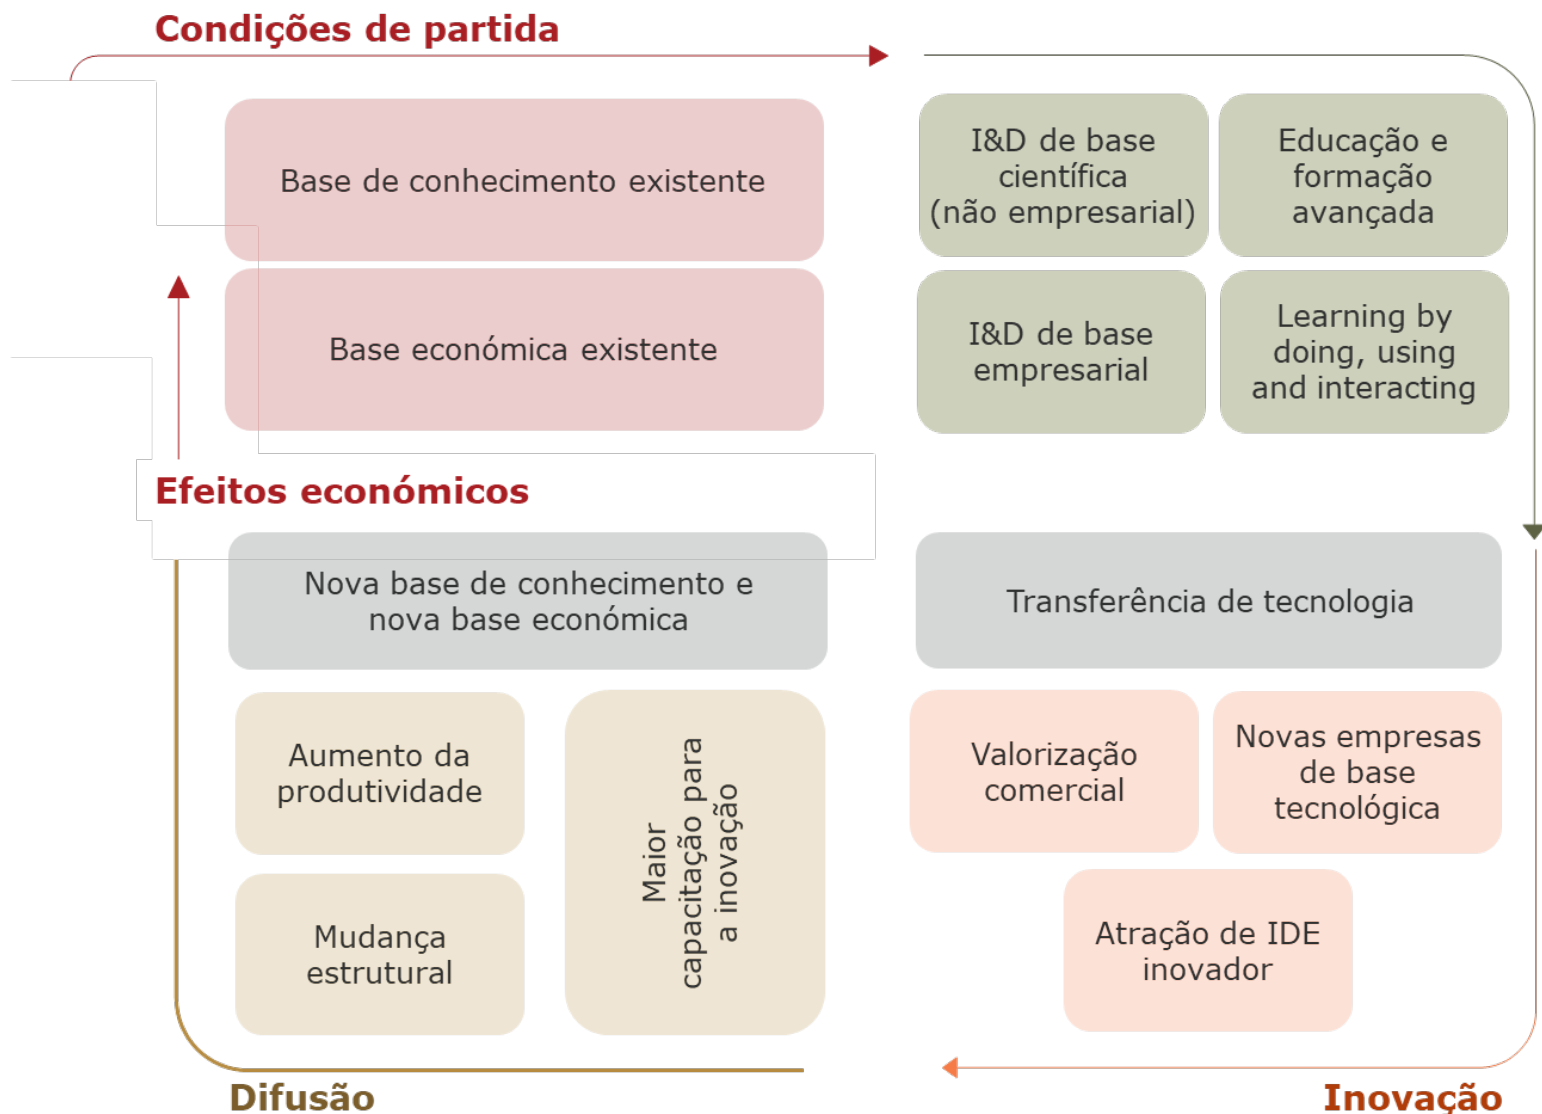 Condições de partida
Base de conhecimento existente
Base económica existente
I&D de base
científica
(não empresarial)
Educação e
formação
avançada
I&D de base
empresarial
Learning by
doing, using
and interacting
Efeitos económicos
Nova base de conhecimento e
nova base económica
Transferência de tecnologia
Aumento da
produtividade
Mudança
estrutural
Maior
capacitação para
a inovação
Valorização
comercial
Novas empresas
de base
tecnológica
Atração de IDE
inovador
Difusão
Inovação